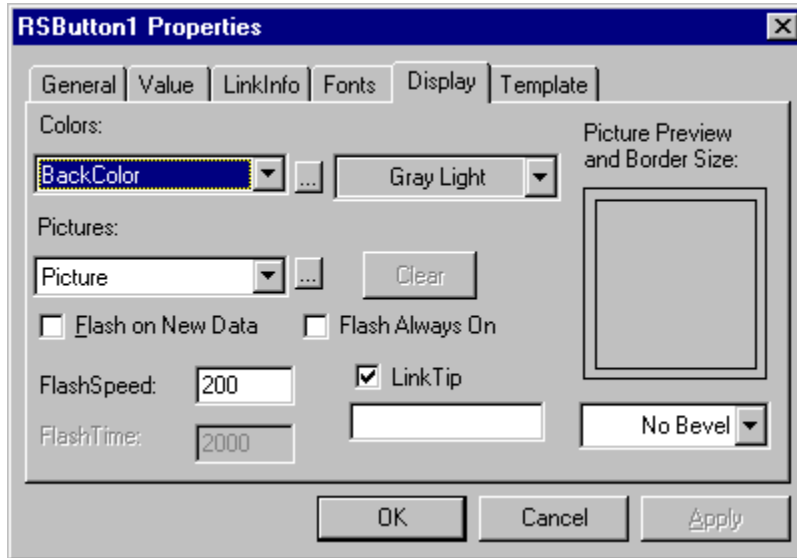 RSButton1 Properties
General Value LinkInfo Fonts Display Template
Colors:
Picture Preview
and Border Size:
BackColor ... Gray Light
Pictures:
Picture ... Clear
Flash on New Data Flash Always On
FlashSpeed: 200 LinkTip
FlashTime: 2000 No Bevel
OK Cancel Apply